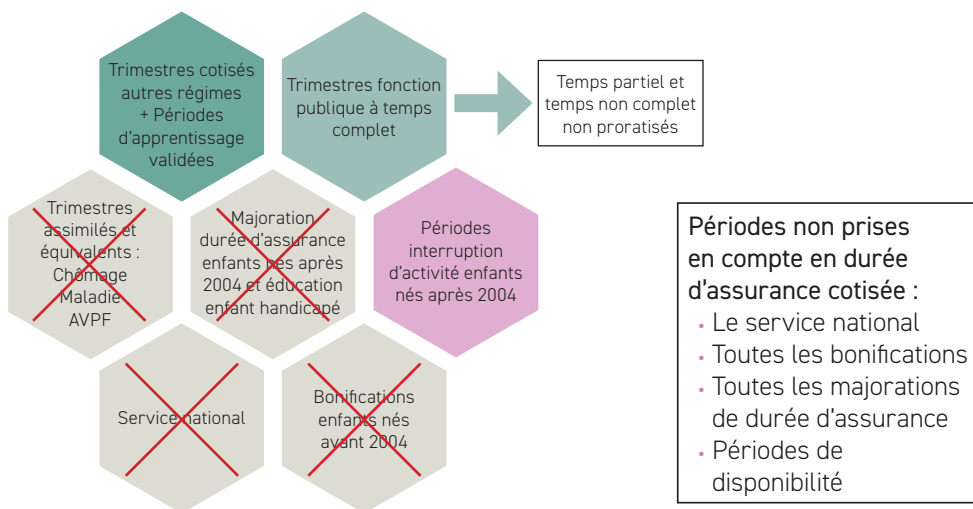 Trimestres cotisés
autres régimes
+ Périodes
d'apprentissage
validées
Trimestres fonction
publique à temps
complet
Temps partiel et
temps non complet
non proratisés
Trimestres
assimilés et
équivalents :
Chômage
Maladie
AVPF
Majoration
durée d'assurance
enfants nés après
2004 et éducation
enfant handicapé
Périodes
interruption
d'activité enfants
nés après 2004
Service national
Bonifications
enfants nés
avant 2004
Périodes non prises
en compte en durée
d'assurance cotisée :
• Le service national
• Toutes les bonifications
• Toutes les majorations
de durée d'assurance
• Périodes de
disponibilité